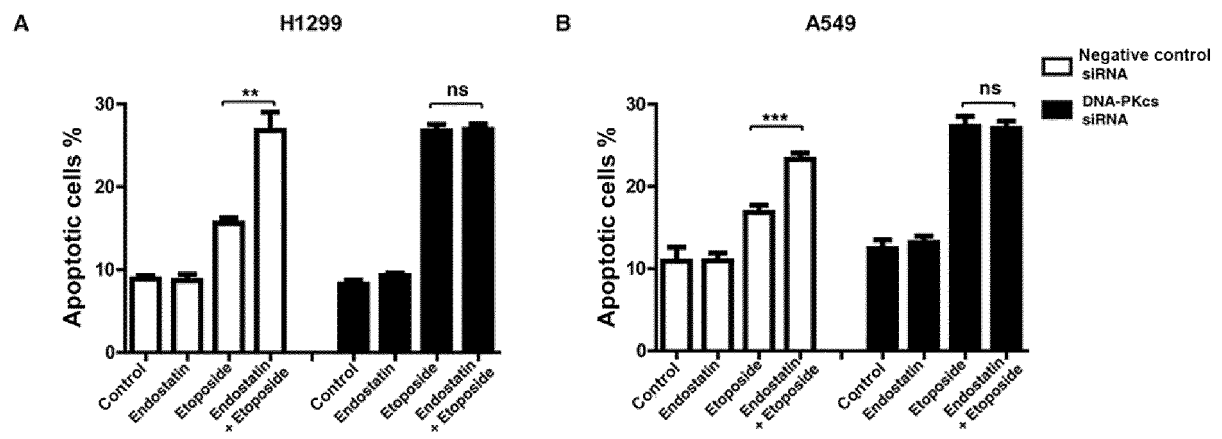 A
H1299
Apoptotic cells %
30
20
10
0
**
ns
Control
Endostatin
Etoposide
Endostatin
+ Etoposide
Control
Endostatin
Etoposide
Endostatin
+ Etoposide
B
A549
Apoptotic cells %
30
20
10
0
***
ns
Control
Endostatin
Etoposide
Endostatin
+ Etoposide
Control
Endostatin
Etoposide
Endostatin
+ Etoposide
Negative control
siRNA
DNA-PKcs
siRNA